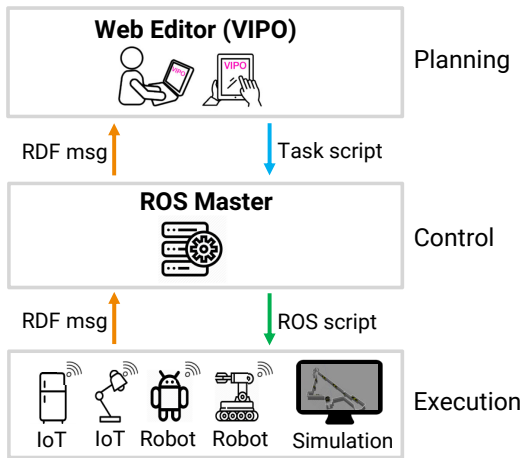 Web Editor (VIPO)
VIPO
VIPO
Planning
RDF msg
Task script
ROS Master
Control
RDF msg
ROS script
IoT
IoT
Robot
Robot
Simulation
Execution